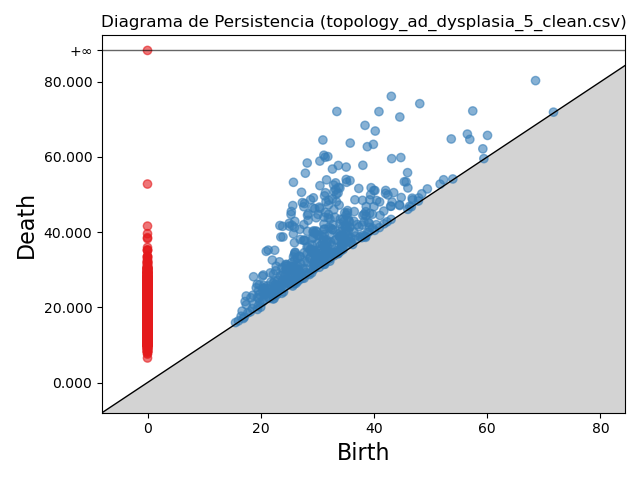 Diagrama de Persistencia (topology_ad_dysplasia_5_clean.csv)
+∞
80.000
60.000
40.000
20.000
0.000
Death
0 20 40 60 80
Birth